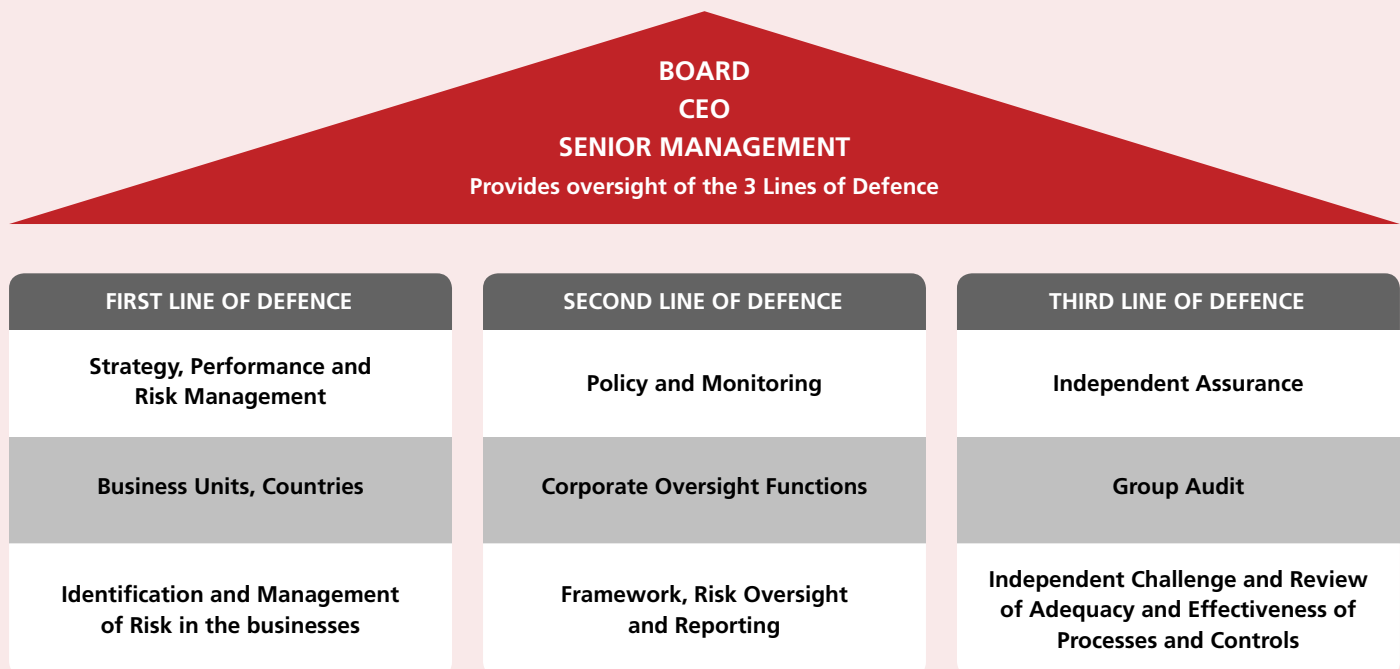 BOARD
CEO
SENIOR MANAGEMENT
Provides oversight of the 3 Lines of Defence
FIRST LINE OF DEFENCE
Strategy, Performance and
Risk Management
Business Units, Countries
Identification and Management
of Risk in the businesses
SECOND LINE OF DEFENCE
Policy and Monitoring
Corporate Oversight Functions
Framework, Risk Oversight
and Reporting
THIRD LINE OF DEFENCE
Independent Assurance
Group Audit
Independent Challenge and Review
of Adequacy and Effectiveness of
Processes and Controls